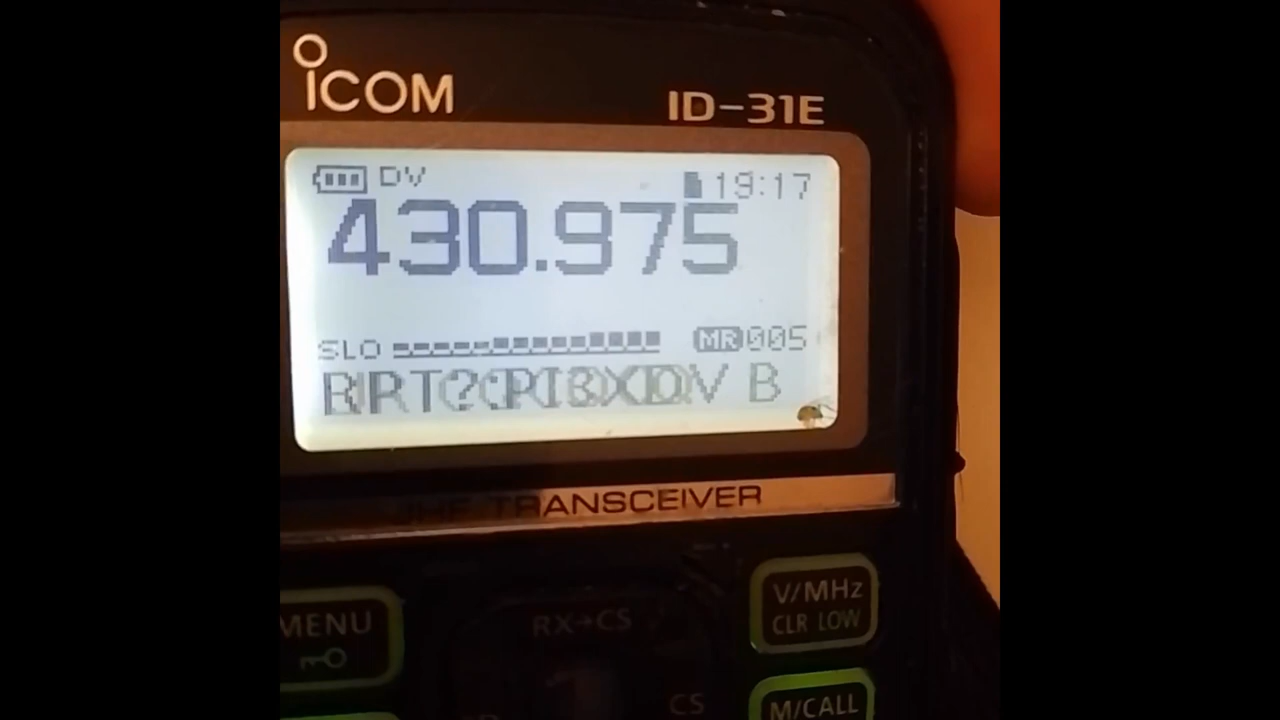 ICOM
ID-31E
DV
19:17
430.975
SLO
MR 005
B
UHF TRANSCEIVER
V/MHz
CLR LOW
MENU
RX→CS
CS
M/CALL